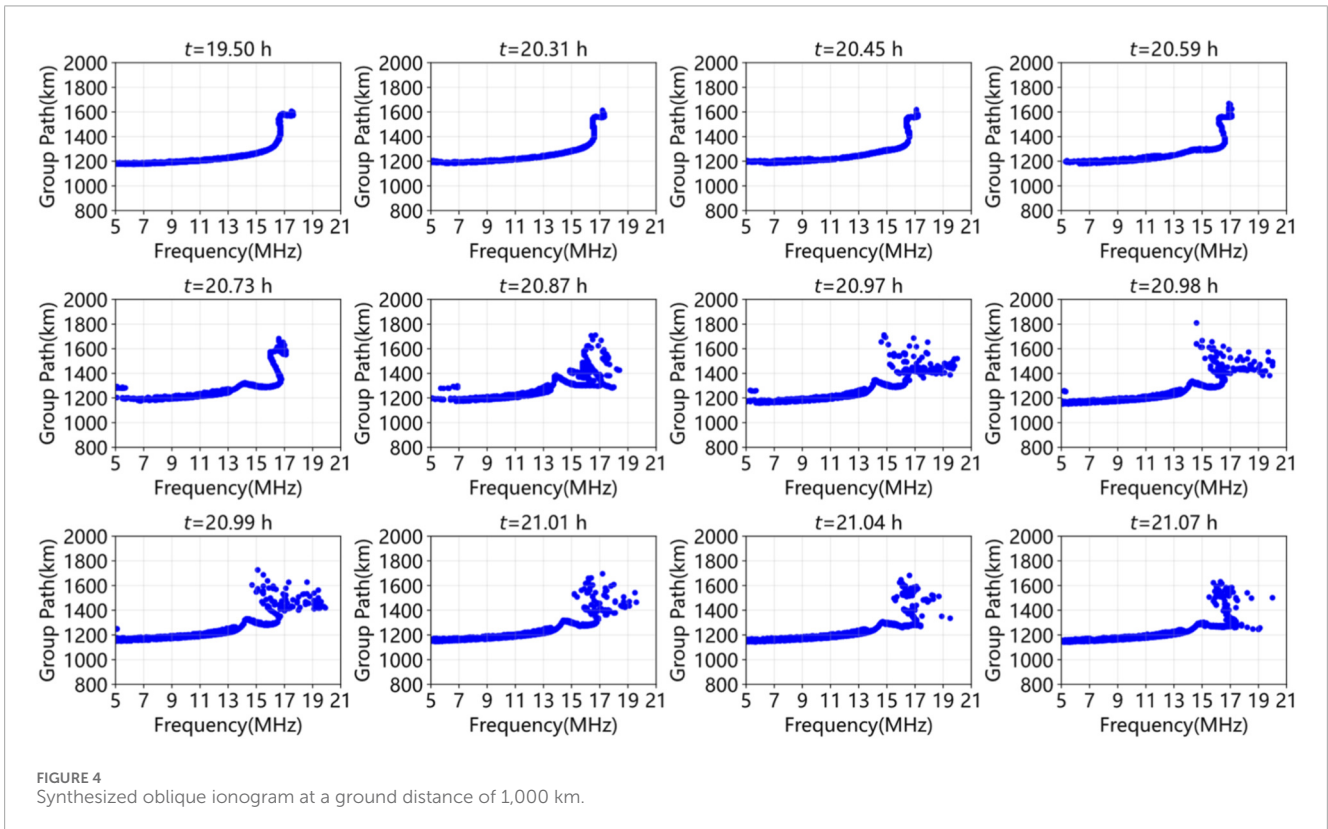 t=19.50 h t=20.31 h t=20.45 h t=20.59 h
Group Path(km) Group Path(km) Group Path(km) Group Path(km)
2000 2000 2000 2000
1800 1800 1800 1800
1600 1600 1600 1600
1400 1400 1400 1400
1200 1200 1200 1200
1000 1000 1000 1000
800 800 800 800
5 7 9 11 13 15 17 19 21 5 7 9 11 13 15 17 19 21 5 7 9 11 13 15 17 19 21 5 7 9 11 13 15 17 19 21
Frequency(MHz) Frequency(MHz) Frequency(MHz) Frequency(MHz)
t=20.73 h t=20.87 h t=20.97 h t=20.98 h
Group Path(km) Group Path(km) Group Path(km) Group Path(km)
2000 2000 2000 2000
1800 1800 1800 1800
1600 1600 1600 1600
1400 1400 1400 1400
1200 1200 1200 1200
1000 1000 1000 1000
800 800 800 800
5 7 9 11 13 15 17 19 21 5 7 9 11 13 15 17 19 21 5 7 9 11 13 15 17 19 21 5 7 9 11 13 15 17 19 21
Frequency(MHz) Frequency(MHz) Frequency(MHz) Frequency(MHz)
t=20.99 h t=21.01 h t=21.04 h t=21.07 h
Group Path(km) Group Path(km) Group Path(km) Group Path(km)
2000 2000 2000 2000
1800 1800 1800 1800
1600 1600 1600 1600
1400 1400 1400 1400
1200 1200 1200 1200
1000 1000 1000 1000
800 800 800 800
5 7 9 11 13 15 17 19 21 5 7 9 11 13 15 17 19 21 5 7 9 11 13 15 17 19 21 5 7 9 11 13 15 17 19 21
Frequency(MHz) Frequency(MHz) Frequency(MHz) Frequency(MHz)
FIGURE 4
Synthesized oblique ionogram at a ground distance of 1,000 km.